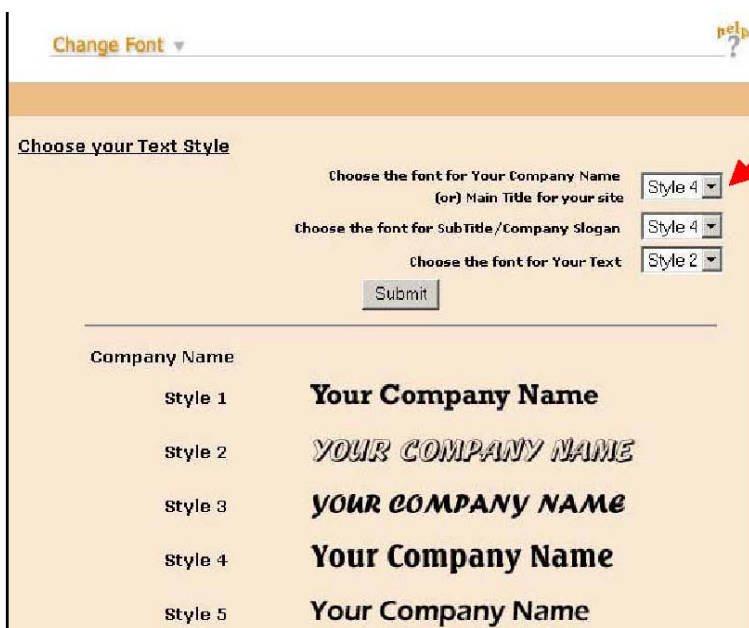 help
?
Change Font
Choose your Text Style
Choose the font for Your Company Name
(or) Main Title for your site
Style 4
Choose the font for SubTitle/Company Slogan
Style 4
Choose the font for Your Text
Style 2
Submit
Company Name
Style 1
Your Company Name
Style 2
YOUR COMPANY NAME
Style 3
YOUR COMPANY NAME
Style 4
Your Company Name
Style 5
Your Company Name